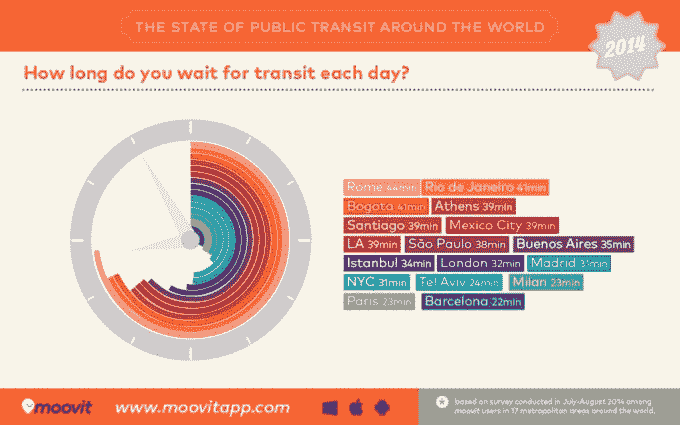 THE STATE OF PUBLIC TRANSIT AROUND THE WORLD
2014
How long do you wait for transit each day?
Rome 44min Rio de Janeiro 41min
Bogota 41min Athens 39min
Santiago 39min Mexico City 39min
LA 39min São Paulo 38min Buenos Aires 35min
Istanbul 34min London 32min Madrid 31min
NYC 31min Tel Aviv 24min Milan 23min
Paris 23min Barcelona 22min
moovit www.moovitapp.com
based on survey conducted in July-August 2014 among
moovit users in 17 metropolitan areas around the world.